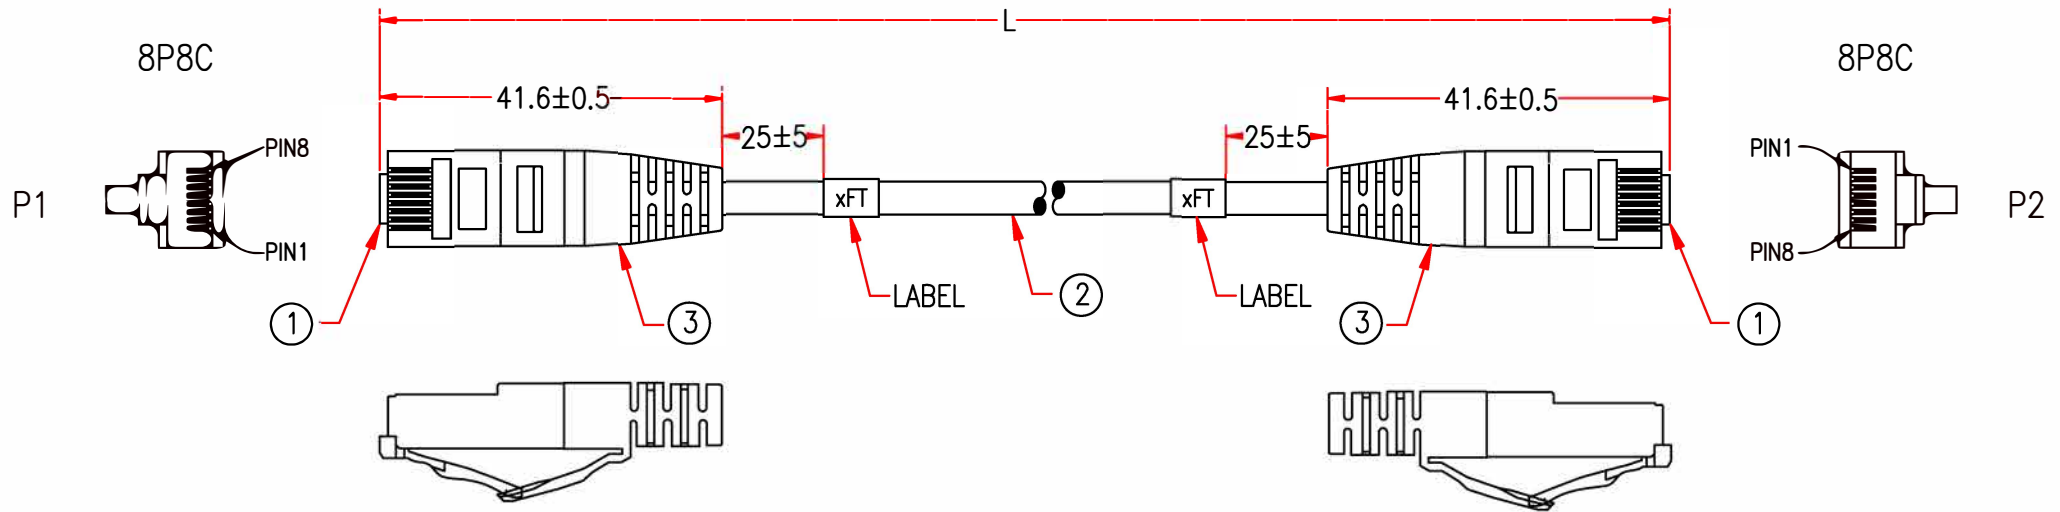 L
8P8C
8P8C
41.6±0.5
41.6±0.5
25±5
25±5
PIN8
PIN1
P1
P2
xFT
xFT
PIN1
PIN8
LABEL
2
LABEL
1
3
3
1